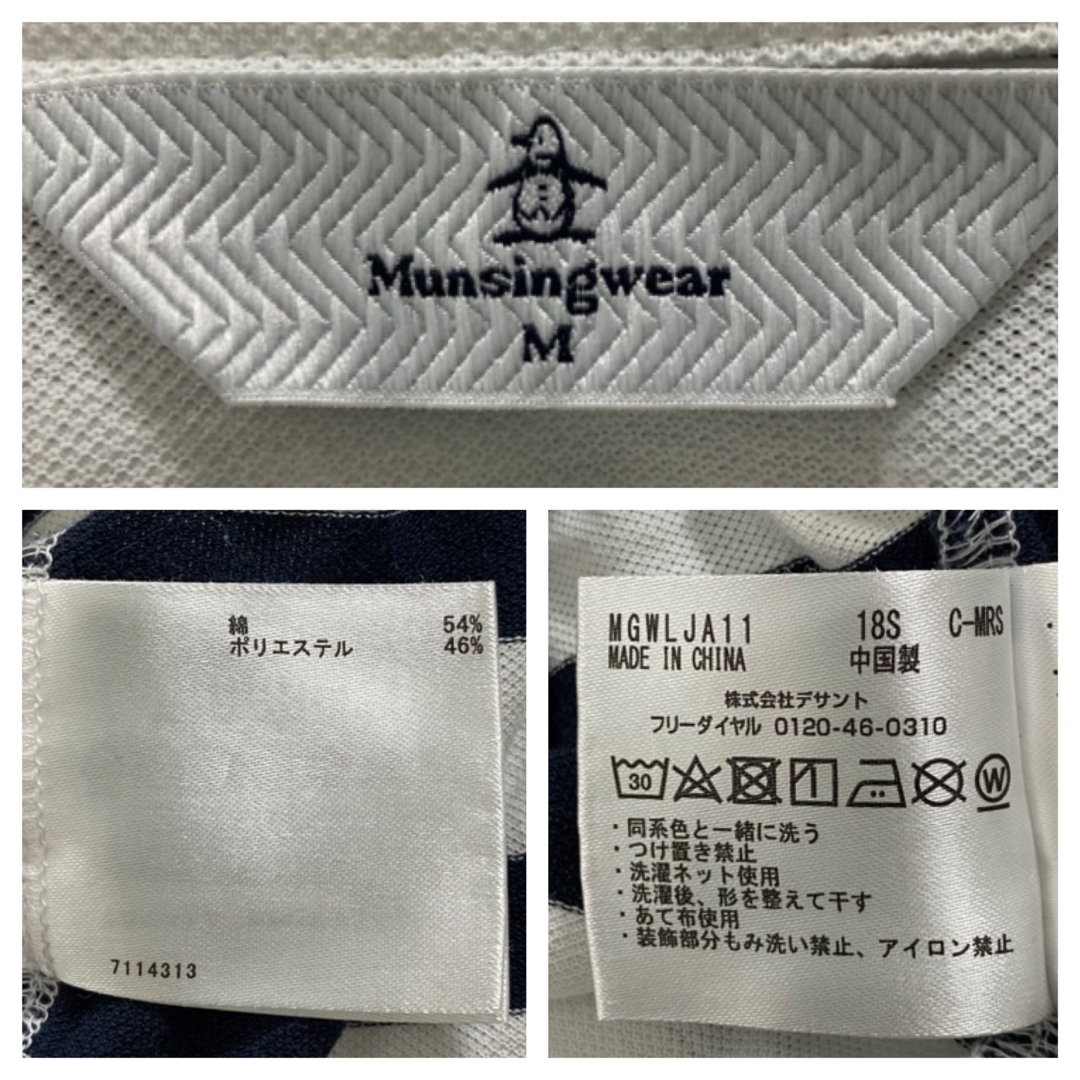 Munsingwear
M
綿 54%
ポリエステル 46%
7114313
MGWLJA11 18S C-MRS
MADE IN CHINA 中国製
株式会社デサント
フリーダイヤル 0120-46-0310
30
W
・同系色と一緒に洗う
・つけ置き禁止
・洗濯ネット使用
・洗濯後、形を整えて干す
・あて布使用
・装飾部分もみ洗い禁止、アイロン禁止